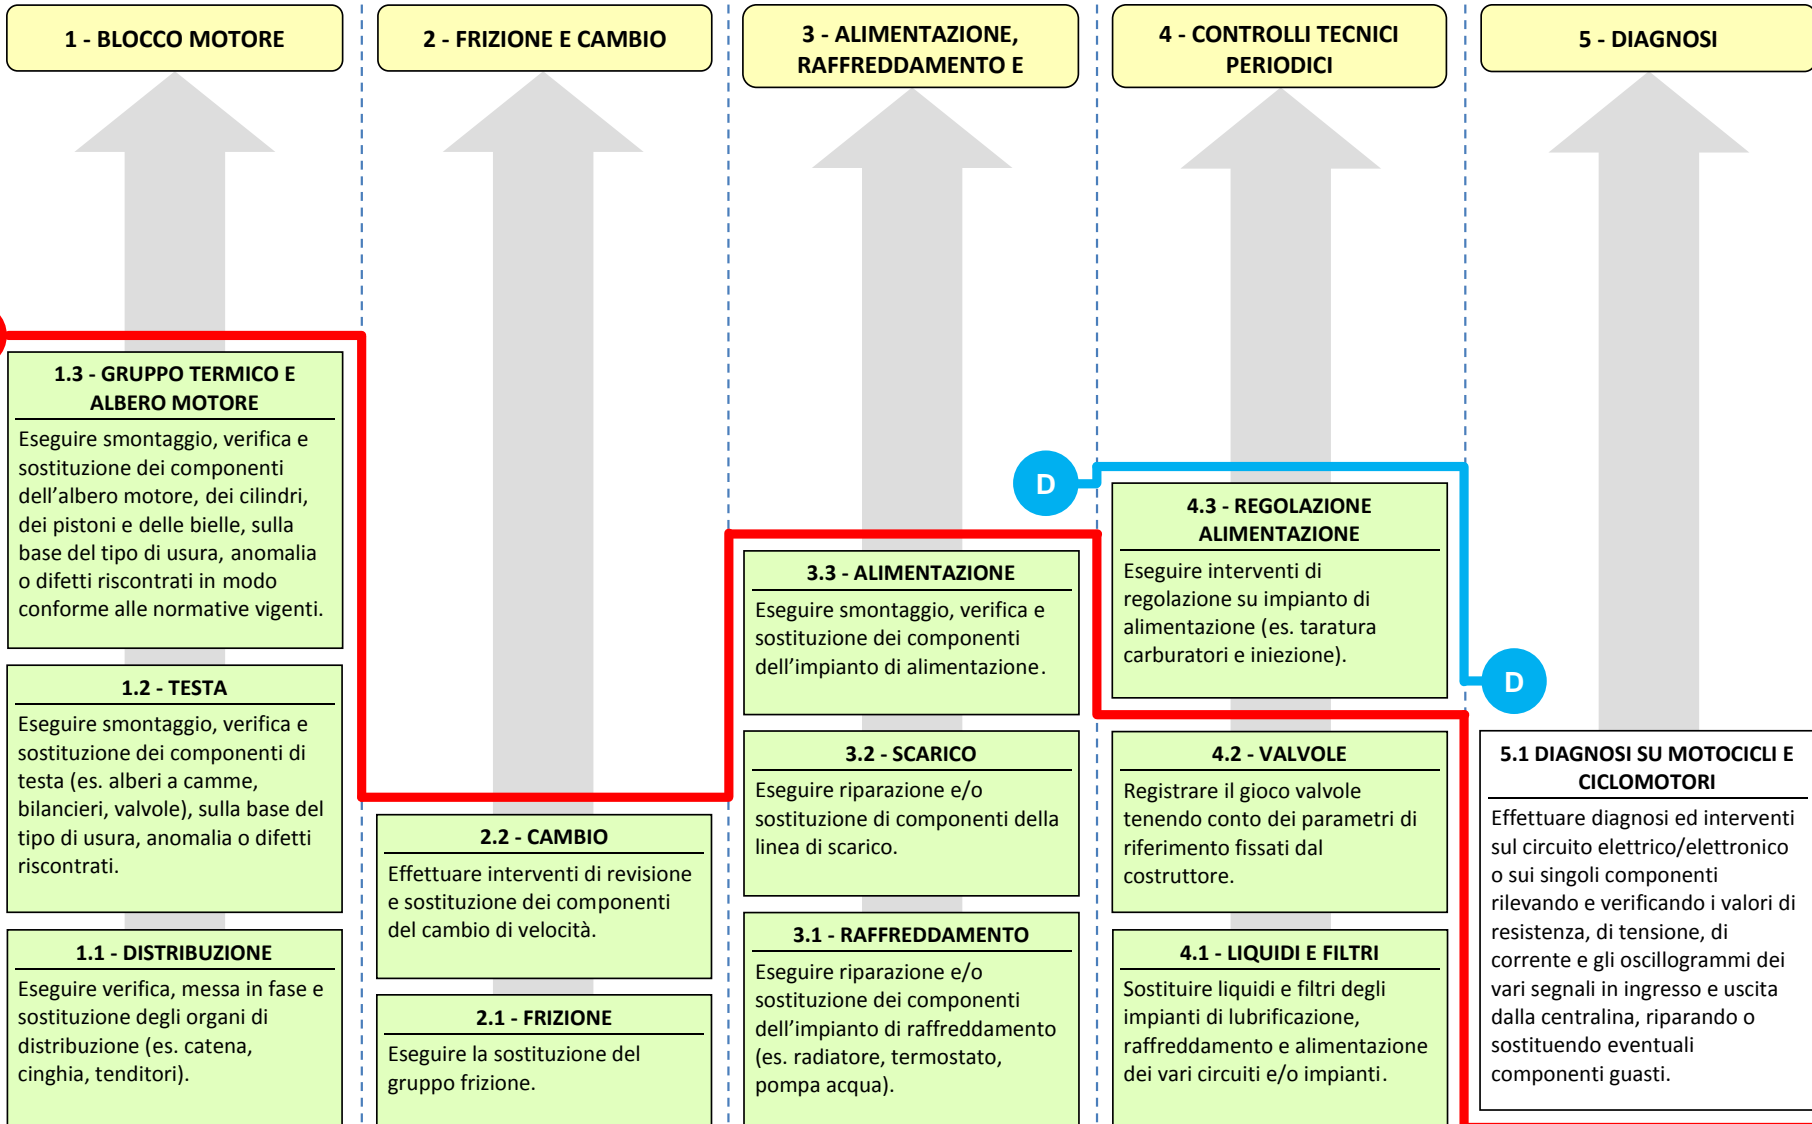 1 - BLOCCO MOTORE
2 - FRIZIONE E CAMBIO
3 - ALIMENTAZIONE,
RAFFREDDAMENTO E
4 - CONTROLLI TECNICI
PERIODICI
5 - DIAGNOSI
1.3 - GRUPPO TERMICO E
ALBERO MOTORE
Eseguire smontaggio, verifica e
sostituzione dei componenti
dell'albero motore, dei cilindri,
dei pistoni e delle bielle, sulla
base del tipo di usura, anomalia
o difetti riscontrati in modo
conforme alle normative vigenti.
1.2 - TESTA
Eseguire smontaggio, verifica e
sostituzione dei componenti di
testa (es. alberi a camme,
bilancieri, valvole), sulla base del
tipo di usura, anomalia o difetti
riscontrati.
1.1 - DISTRIBUZIONE
Eseguire verifica, messa in fase e
sostituzione degli organi di
distribuzione (es. catena,
cinghia, tenditori).
2.2 - CAMBIO
Effettuare interventi di revisione
e sostituzione dei componenti
del cambio di velocità.
2.1 - FRIZIONE
Eseguire la sostituzione del
gruppo frizione.
3.3 - ALIMENTAZIONE
Eseguire smontaggio, verifica e
sostituzione dei componenti
dell'impianto di alimentazione.
3.2 - SCARICO
Eseguire riparazione e/o
sostituzione di componenti della
linea di scarico.
3.1 - RAFFREDDAMENTO
Eseguire riparazione e/o
sostituzione dei componenti
dell'impianto di raffreddamento
(es. radiatore, termostato,
pompa acqua).
D
4.3 - REGOLAZIONE
ALIMENTAZIONE
Eseguire interventi di
regolazione su impianto di
alimentazione (es. taratura
carburatori e iniezione).
4.2 - VALVOLE
Registrare il gioco valvole
tenendo conto dei parametri di
riferimento fissati dal
costruttore.
4.1 - LIQUIDI E FILTRI
Sostituire liquidi e filtri degli
impianti di lubrificazione,
raffreddamento e alimentazione
dei vari circuiti e/o impianti.
D
5.1 DIAGNOSI SU MOTOCICLI E
CICLOMOTORI
Effettuare diagnosi ed interventi
sul circuito elettrico/elettronico
o sui singoli componenti
rilevando e verificando i valori di
resistenza, di tensione, di
corrente e gli oscillogrammi dei
vari segnali in ingresso e uscita
dalla centralina, riparando o
sostituendo eventuali
componenti guasti.